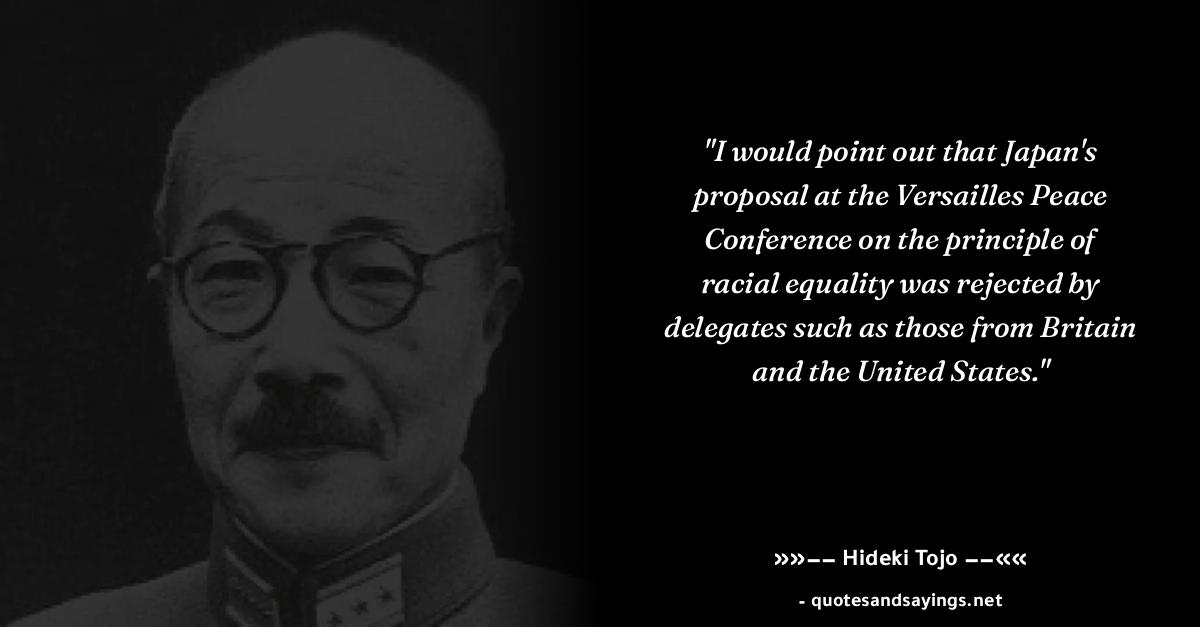 "I would point out that Japan's
proposal at the Versailles Peace
Conference on the principle of
racial equality was rejected by
delegates such as those from Britain
and the United States."
»»–– Hideki Tojo ––««
- quotesandsayings.net